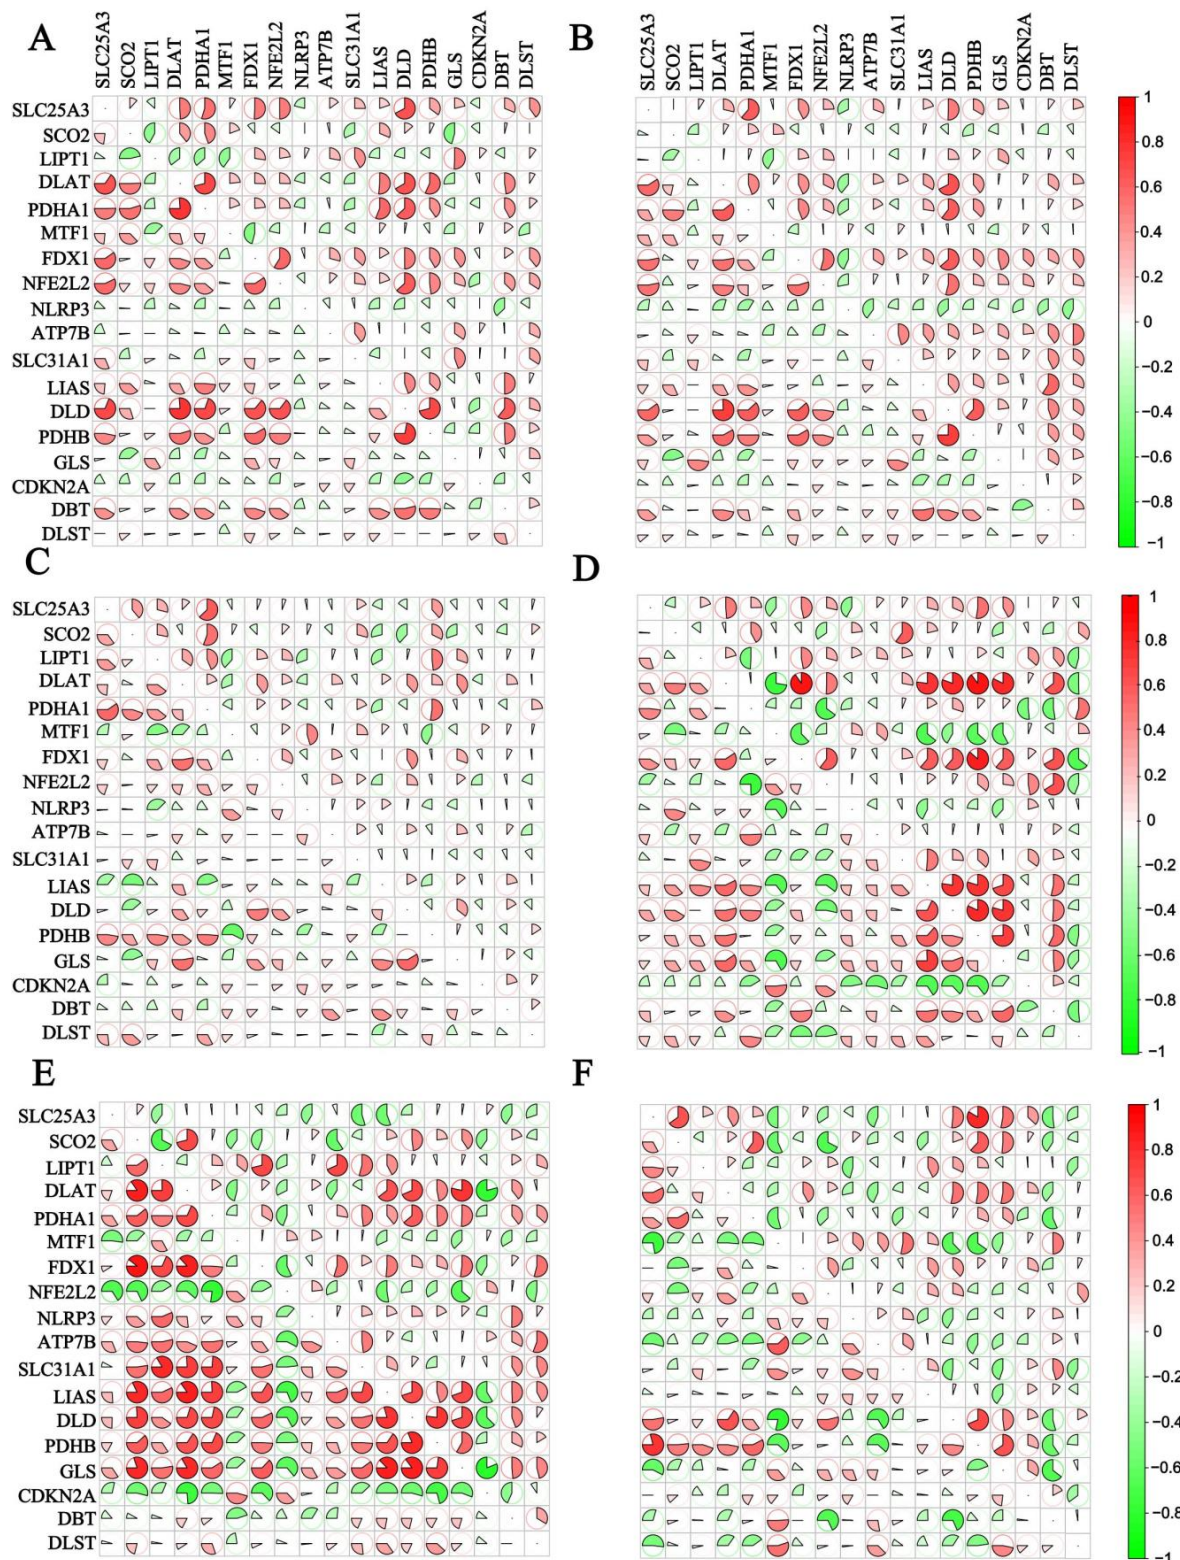 A
SLC25A3
SCO2
LIPT1
DLAT
PDHA1
MTF1
FDX1
NFE2L2
NLRP3
ATP7B
SLC31A1
LIAS
DLD
PDHB
GLS
CDKN2A
DBT
DLST
B
SLC25A3
SCO2
LIPT1
DLAT
PDHA1
MTF1
FDX1
NFE2L2
NLRP3
ATP7B
SLC31A1
LIAS
DLD
PDHB
GLS
CDKN2A
DBT
DLST
SLC25A3
SCO2
LIPT1
DLAT
PDHA1
MTF1
FDX1
NFE2L2
NLRP3
ATP7B
SLC31A1
LIAS
DLD
PDHB
GLS
CDKN2A
DBT
DLST
1
0.8
0.6
0.4
0.2
0
−0.2
−0.4
−0.6
−0.8
−1
C
D
SLC25A3
SCO2
LIPT1
DLAT
PDHA1
MTF1
FDX1
NFE2L2
NLRP3
ATP7B
SLC31A1
LIAS
DLD
PDHB
GLS
CDKN2A
DBT
DLST
1
0.8
0.6
0.4
0.2
0
−0.2
−0.4
−0.6
−0.8
−1
E
F
SLC25A3
SCO2
LIPT1
DLAT
PDHA1
MTF1
FDX1
NFE2L2
NLRP3
ATP7B
SLC31A1
LIAS
DLD
PDHB
GLS
CDKN2A
DBT
DLST
1
0.8
0.6
0.4
0.2
0
−0.2
−0.4
−0.6
−0.8
−1